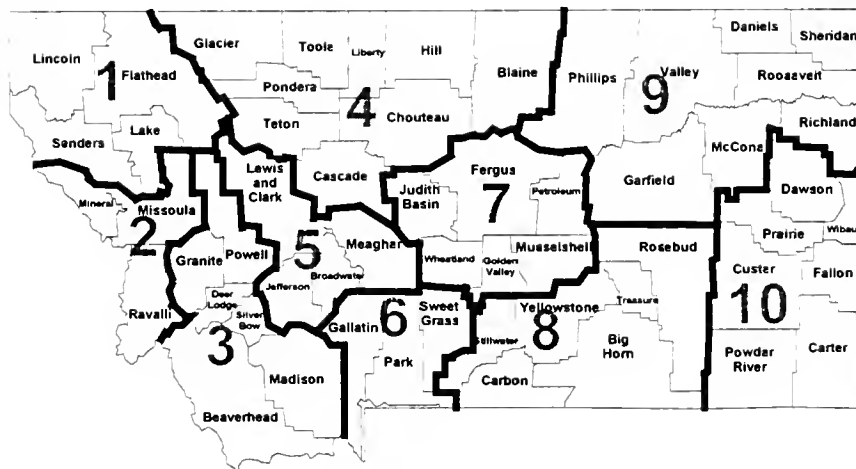 Lincoln
1
Flathead
Sanders
Lake
Glacier
Toole
Liberty
Hill
Blaine
Pondera
4
Teton
Chouteau
Cascade
Phillips
Valley
9
Daniels
Sheridan
Roosevelt
Richland
McCone
Garfield
Mineral
Missoula
2
Ravalli
Granite
Powell
Deer
Lodge
Silver
Bow
3
Madison
Beaverhead
Lewis
and
Clark
5
Meagher
Broadwater
Jefferson
Gallatin
6
Sweet
Grass
Park
Judith
Basin
Fergus
7
Petroleum
Wheatland
Golden
Valley
Musselshell
Yellowstone
8
Stillwater
Carbon
Big
Horn
Treasure
Rosebud
Dawson
Prairie
Wibau
Custer
Fallon
10
Powder
River
Carter